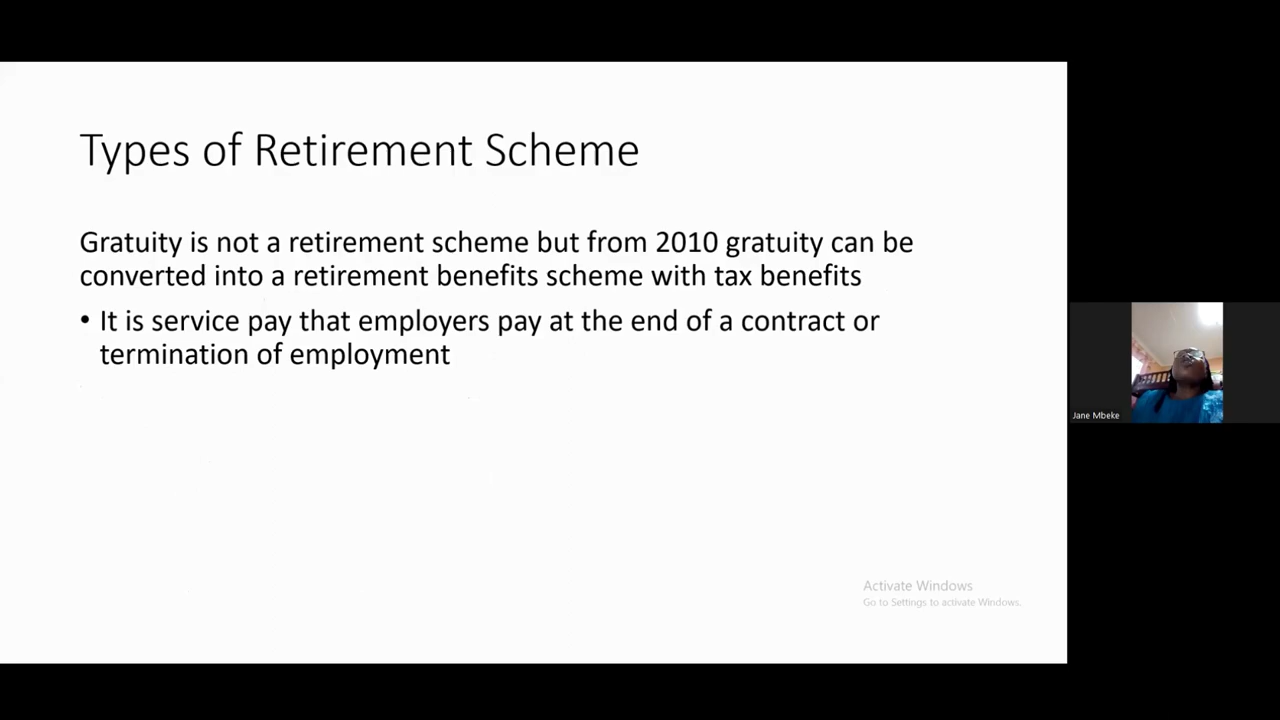 Types of Retirement Scheme
Gratuity is not a retirement scheme but from 2010 gratuity can be
converted into a retirement benefits scheme with tax benefits
• It is service pay that employers pay at the end of a contract or
termination of employment
Activate Windows
Go to Settings to activate Windows.
Jane Mbeke